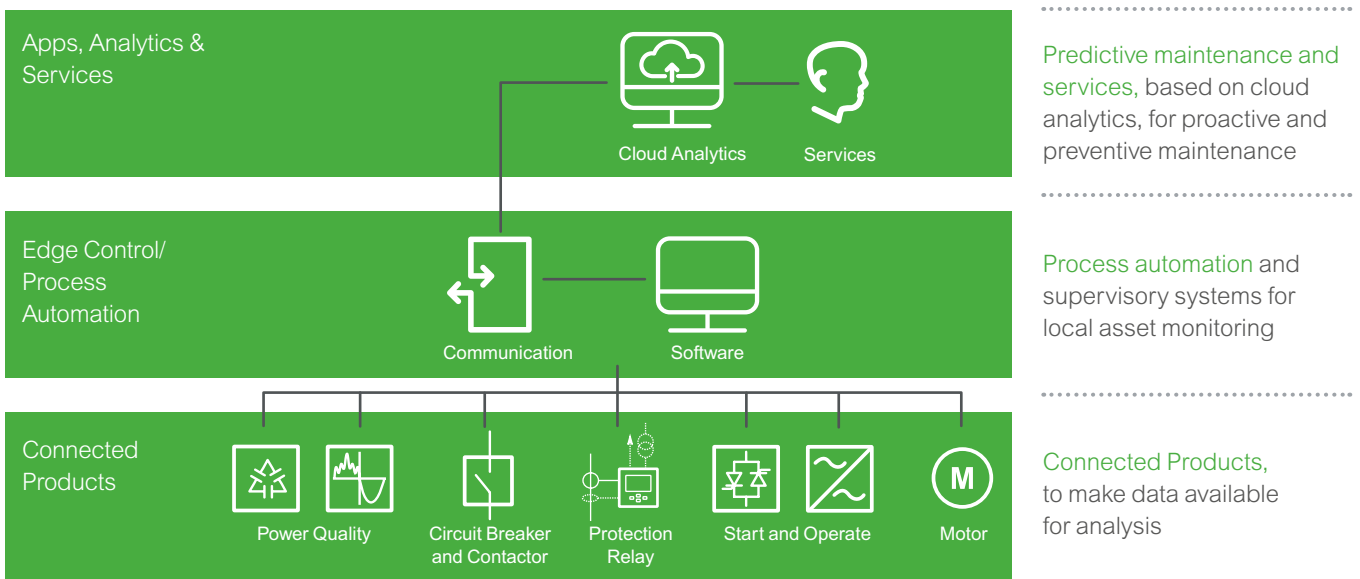 Apps, Analytics &
Services
Cloud Analytics
Services
Predictive maintenance and
services, based on cloud
analytics, for proactive and
preventive maintenance
Edge Control/
Process
Automation
Communication
Software
Process automation and
supervisory systems for
local asset monitoring
Connected
Products
M
Power Quality
Circuit Breaker
and Contactor
Protection
Relay
Start and Operate
Motor
Connected Products,
to make data available
for analysis